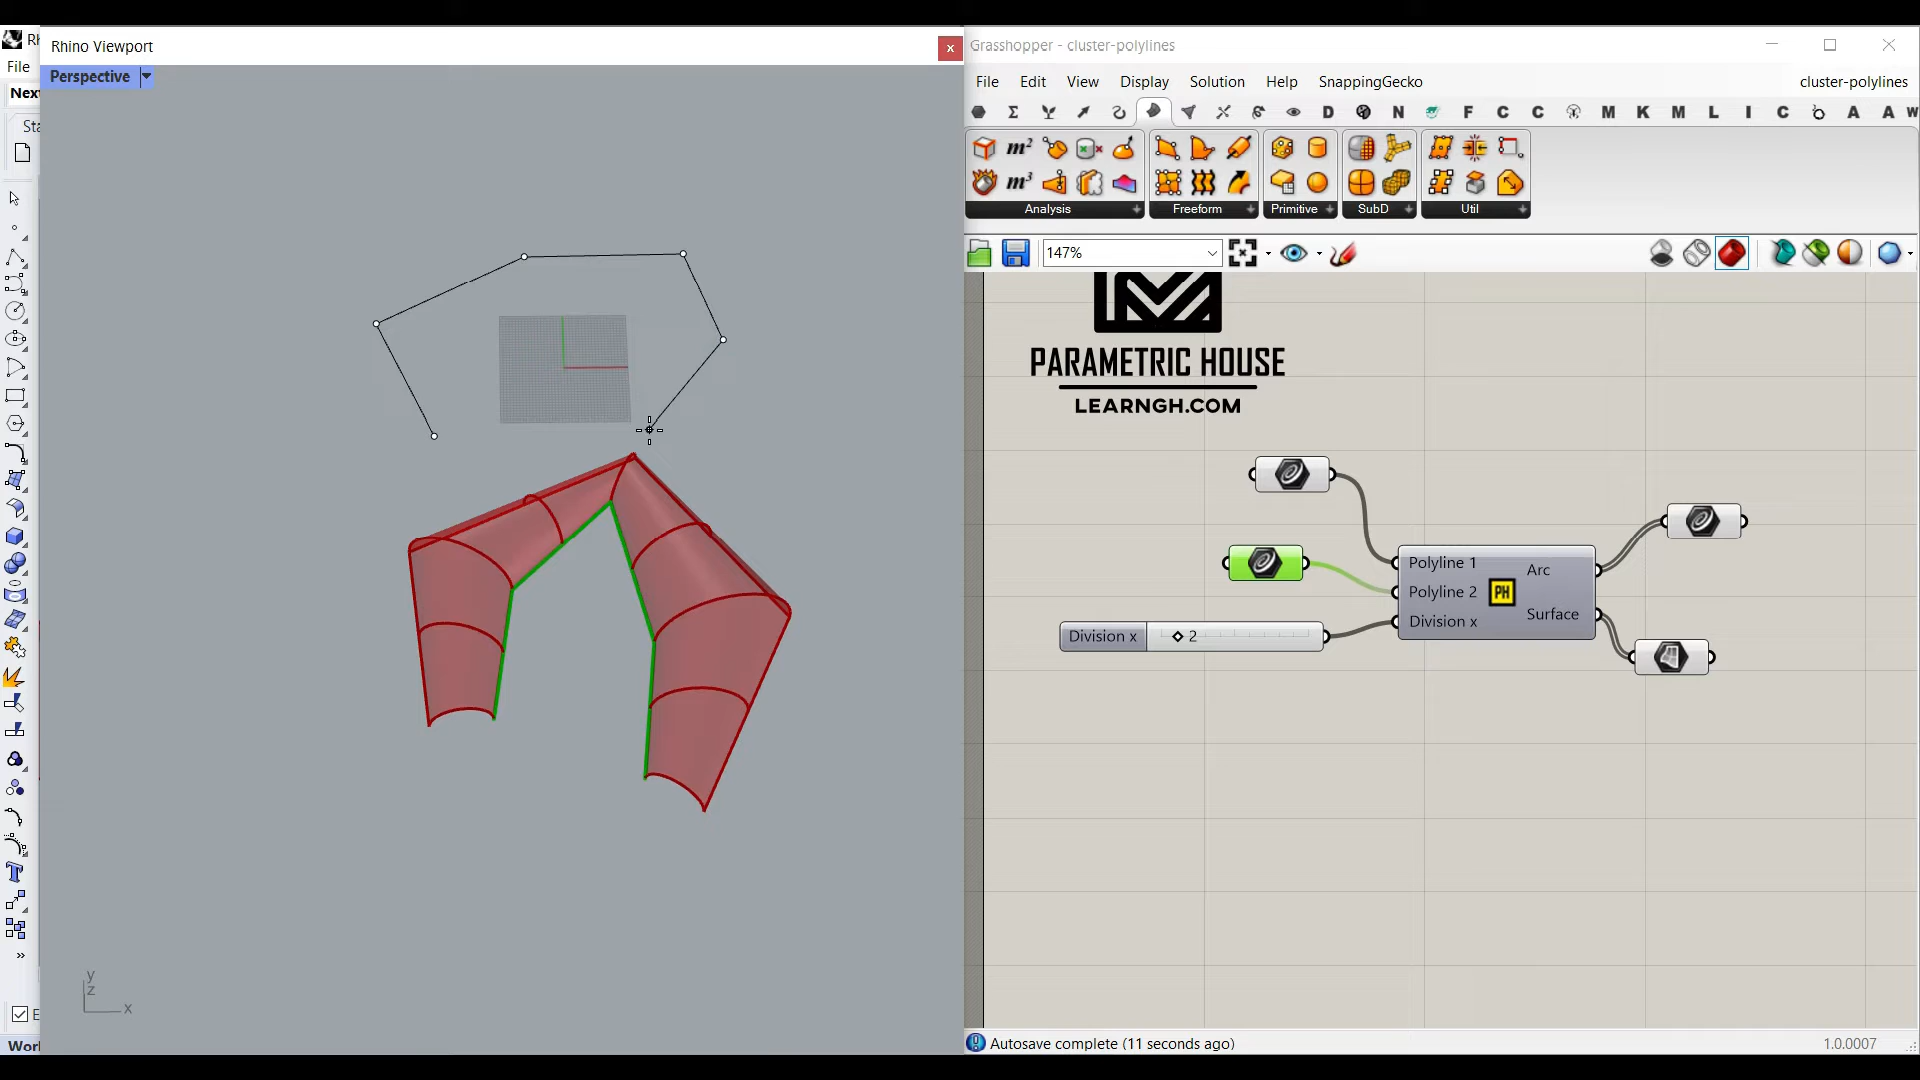 Rhino Viewport
File
Perspective
y
z
x
Grasshopper - cluster-polylines
File Edit View Display Solution Help SnappingGecko cluster-polylines
D N F C C M K M L I C A A W
m² m³
Analysis Freeform Primitive SubD Util
147%
PARAMETRIC HOUSE
LEARNGH.COM
Polyline 1
Polyline 2
Division x
PH
Arc
Surface
Division x 2
Autosave complete (11 seconds ago)
1.0.0007